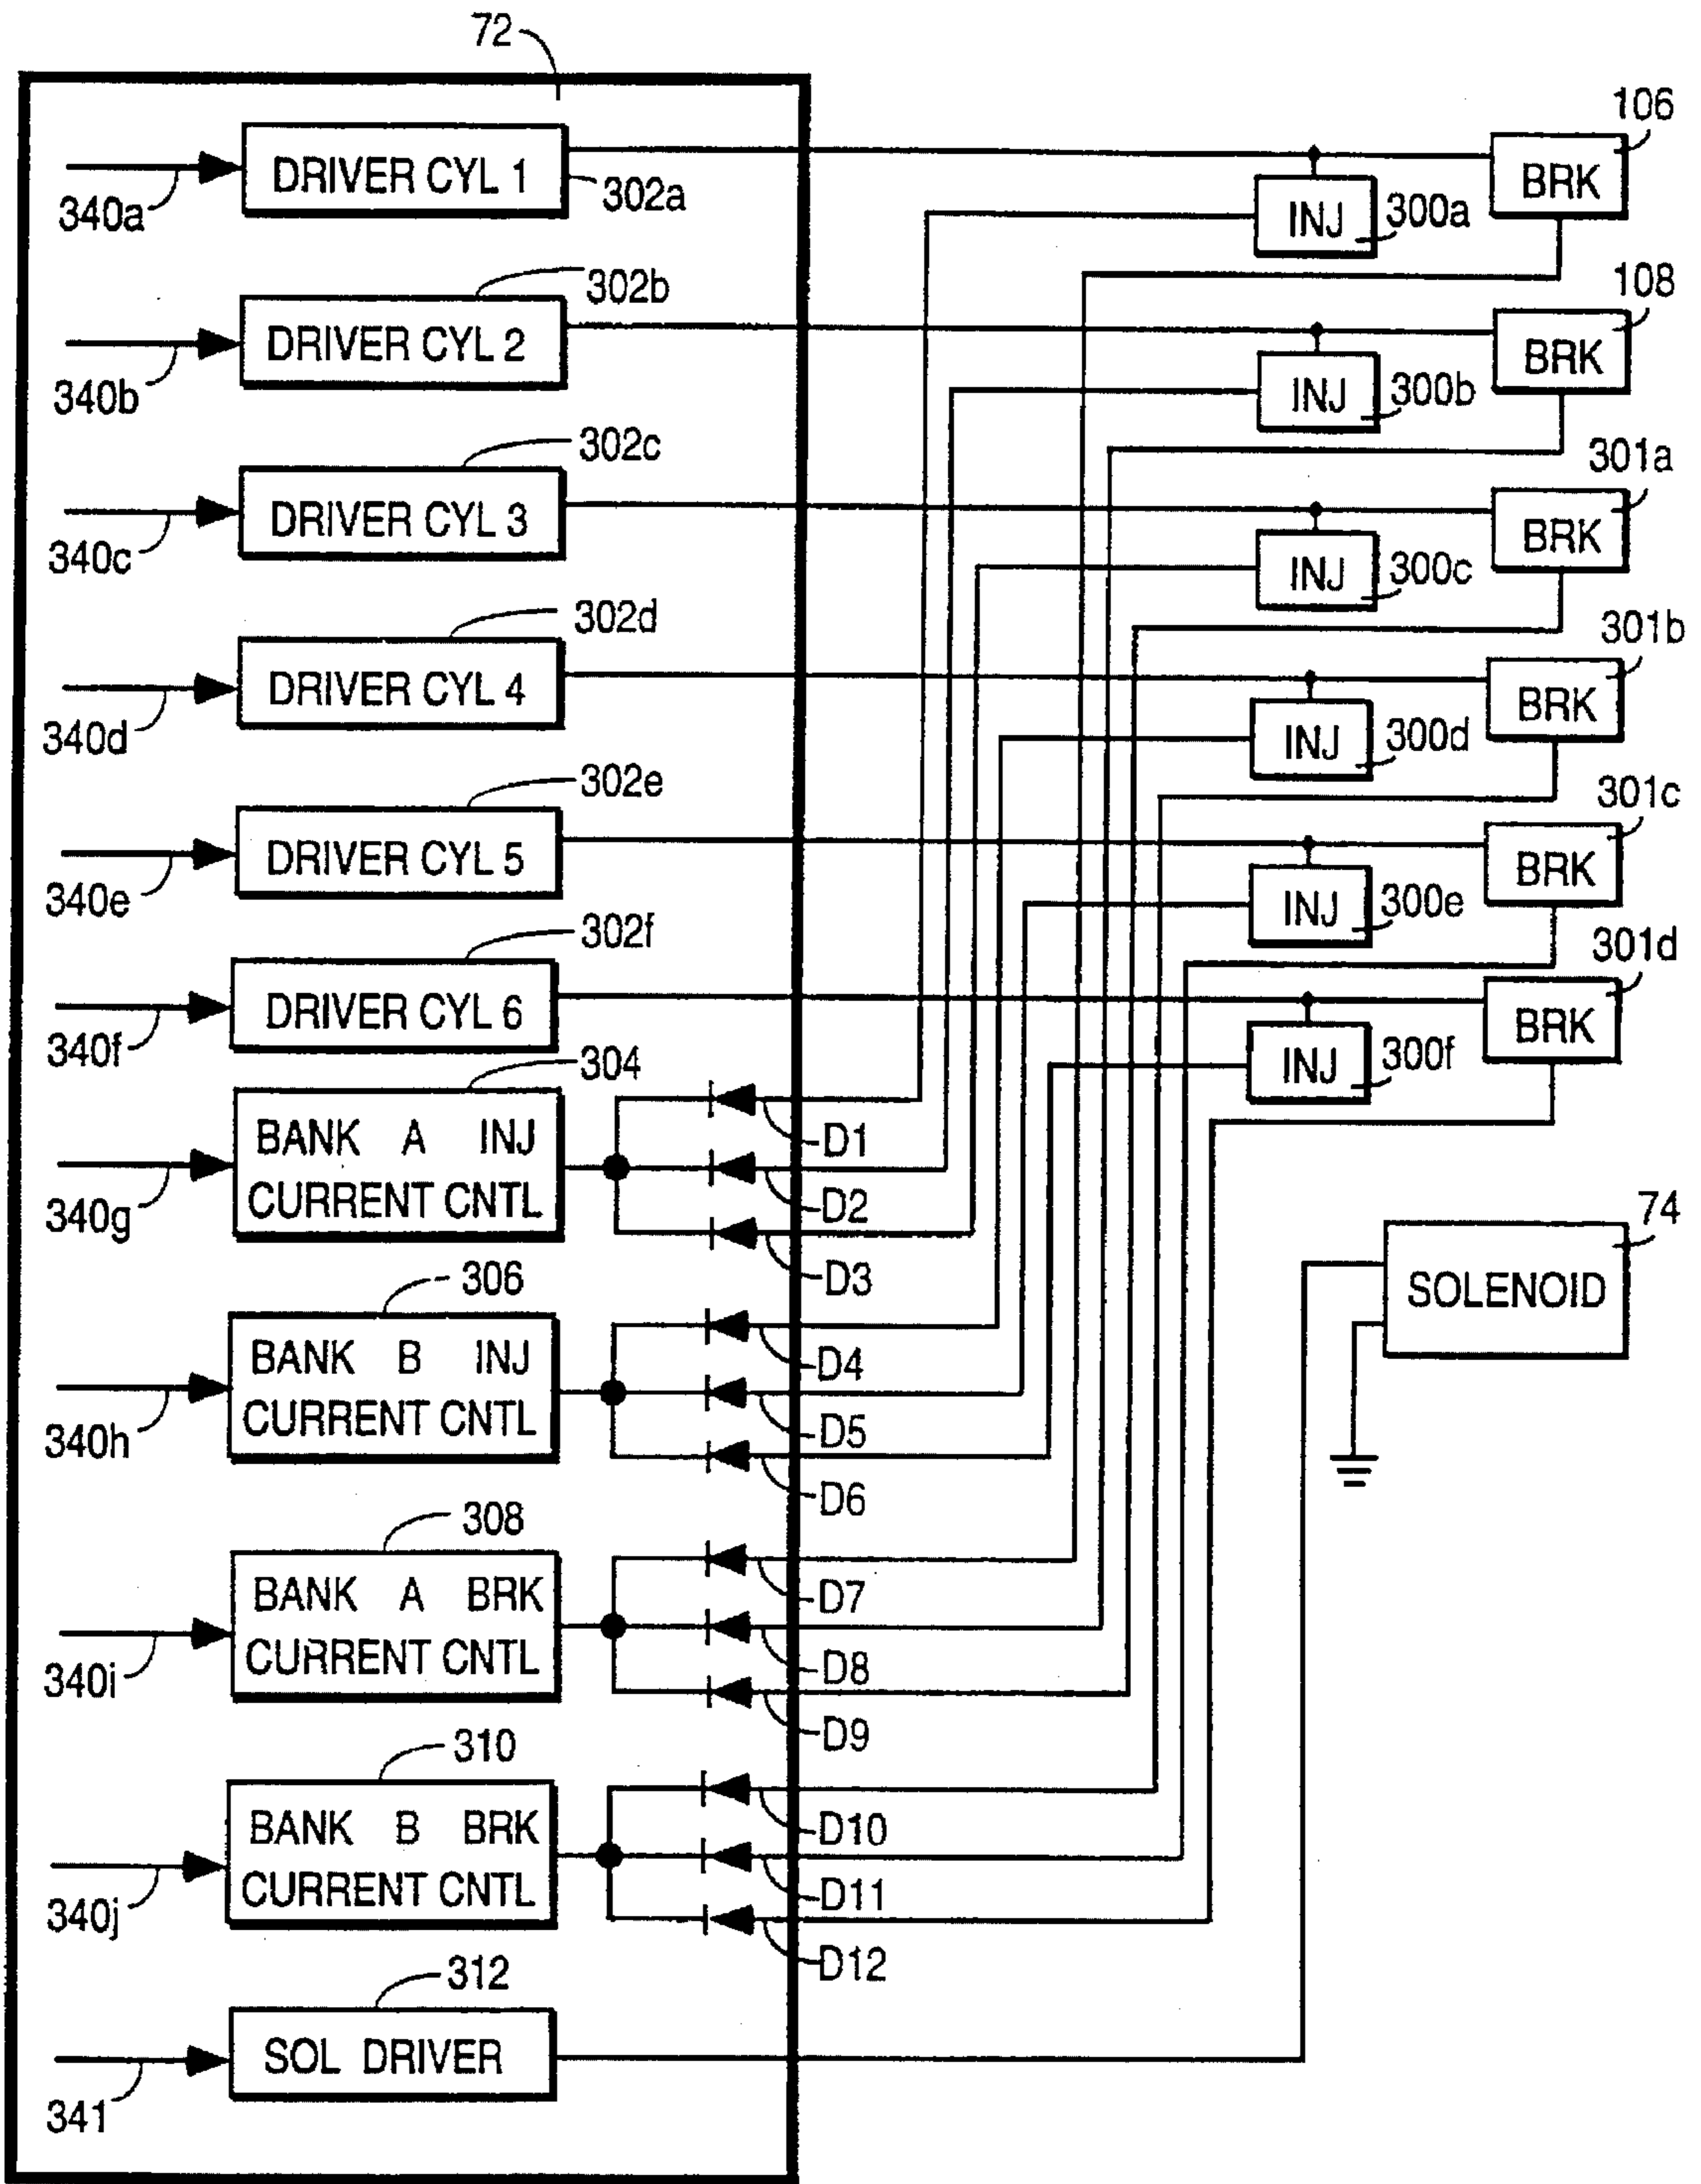 72
DRIVER CYL 1
302a
340a
106
BRK
INJ
300a
302b
DRIVER CYL 2
340b
108
BRK
INJ
300b
302c
DRIVER CYL 3
340c
301a
BRK
INJ
300c
302d
DRIVER CYL 4
340d
301b
BRK
INJ
300d
302e
DRIVER CYL 5
340e
301c
BRK
INJ
300e
302f
DRIVER CYL 6
340f
301d
BRK
INJ
300f
304
BANK A INJ
CURRENT CNTL
340g
D1
D2
D3
74
SOLENOID
306
BANK B INJ
CURRENT CNTL
340h
D4
D5
D6
308
BANK A BRK
CURRENT CNTL
340i
D7
D8
D9
310
BANK B BRK
CURRENT CNTL
340j
D10
D11
D12
312
SOL DRIVER
341